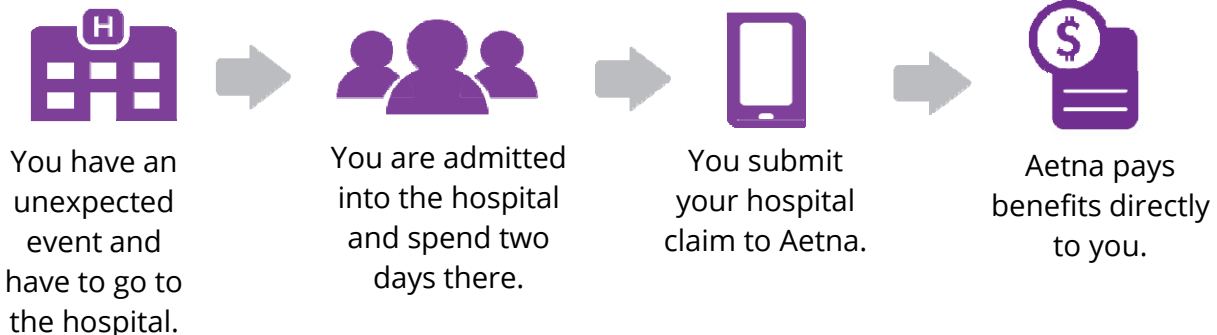 H
$
You have an
unexpected
event and
have to go to
the hospital.
You are admitted
into the hospital
and spend two
days there.
You submit
your hospital
claim to Aetna.
Aetna pays
benefits directly
to you.